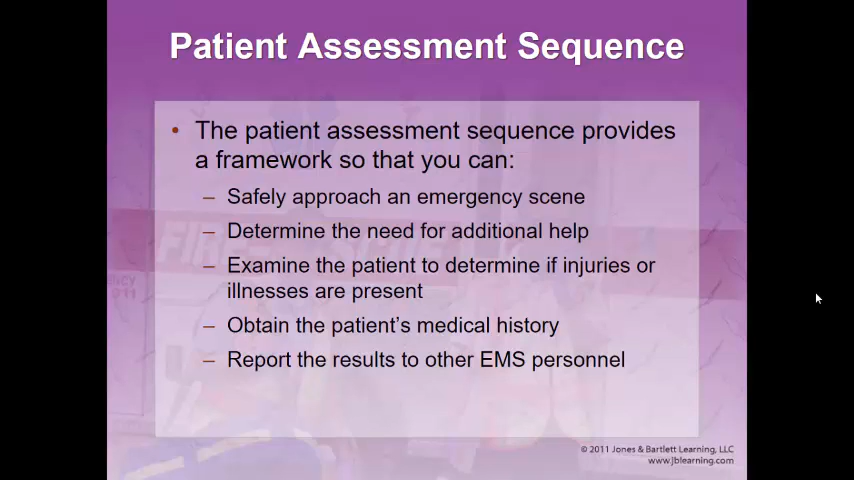 Patient Assessment Sequence
• The patient assessment sequence provides
a framework so that you can:
– Safely approach an emergency scene
– Determine the need for additional help
– Examine the patient to determine if injuries or
illnesses are present
– Obtain the patient's medical history
– Report the results to other EMS personnel
FIRE
© 2011 Jones & Bartlett Learning, LLC
www.jblearning.com